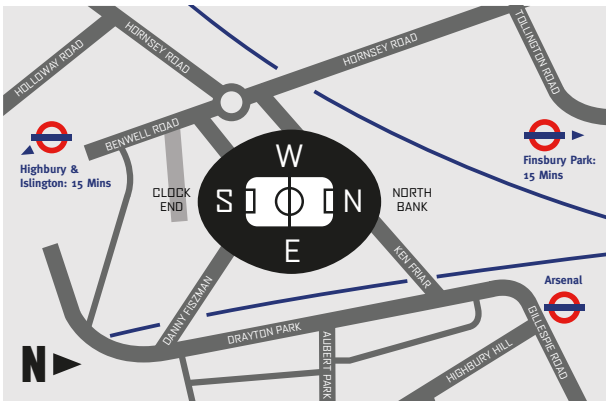 HOLLOWAY ROAD
HORNSEY ROAD
HORNSEY ROAD
TOLLINGTON ROAD
BENWELL ROAD
Highbury &
Islington: 15 Mins
Finsbury Park:
15 Mins
CLOCK
END
W
S
N
E
NORTH
BANK
KEN FRIAR
DANNY FISZMAN
DRAYTON PARK
AUBERT PARK
Arsenal
GILLESPIE ROAD
HIGHBURY HILL
N